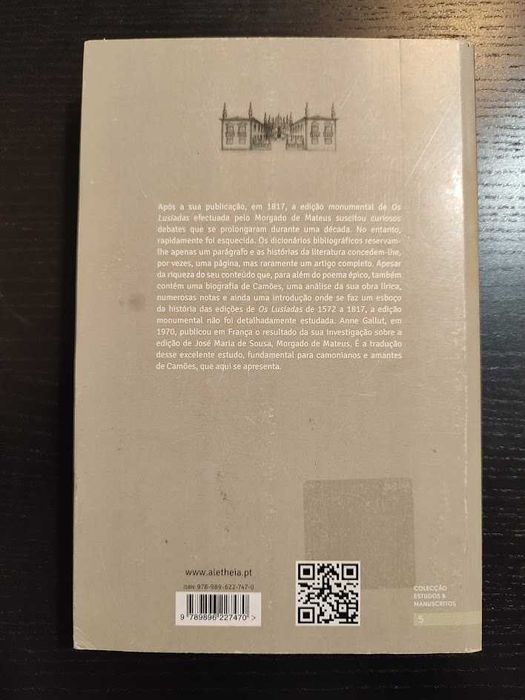 Após a sua publicação, em 1817, a edição monumental de Os
Lusíadas efectuada pelo Morgado de Mateus suscitou curiosos
debates que se prolongaram durante uma década. No entanto,
rapidamente foi esquecida. Os dicionários bibliográficos reservam-
lhe apenas um parágrafo e as histórias da literatura concedem-lhe,
por vezes, uma página, mas raramente um artigo completo. Apesar
da riqueza do seu conteúdo que, para além do poema épico, também
contém uma biografia de Camões, uma análise da sua obra lírica,
numerosas notas e ainda uma introdução onde se faz um esboço
da história das edições de Os Lusíadas de 1572 a 1817, a edição
monumental não foi detalhadamente estudada. Anne Gallut, em
1970, publicou em França o resultado da sua investigação sobre a
edição de José Maria de Sousa, Morgado de Mateus. É a tradução
desse excelente estudo, fundamental para camonianos e amantes
de Camões, que aqui se apresenta.
www.aletheia.pt
ISBN: 978-989-622-747-0
9 789896 227470 >
COLECÇÃO
ESTUDOS &
MANUSCRITOS
5